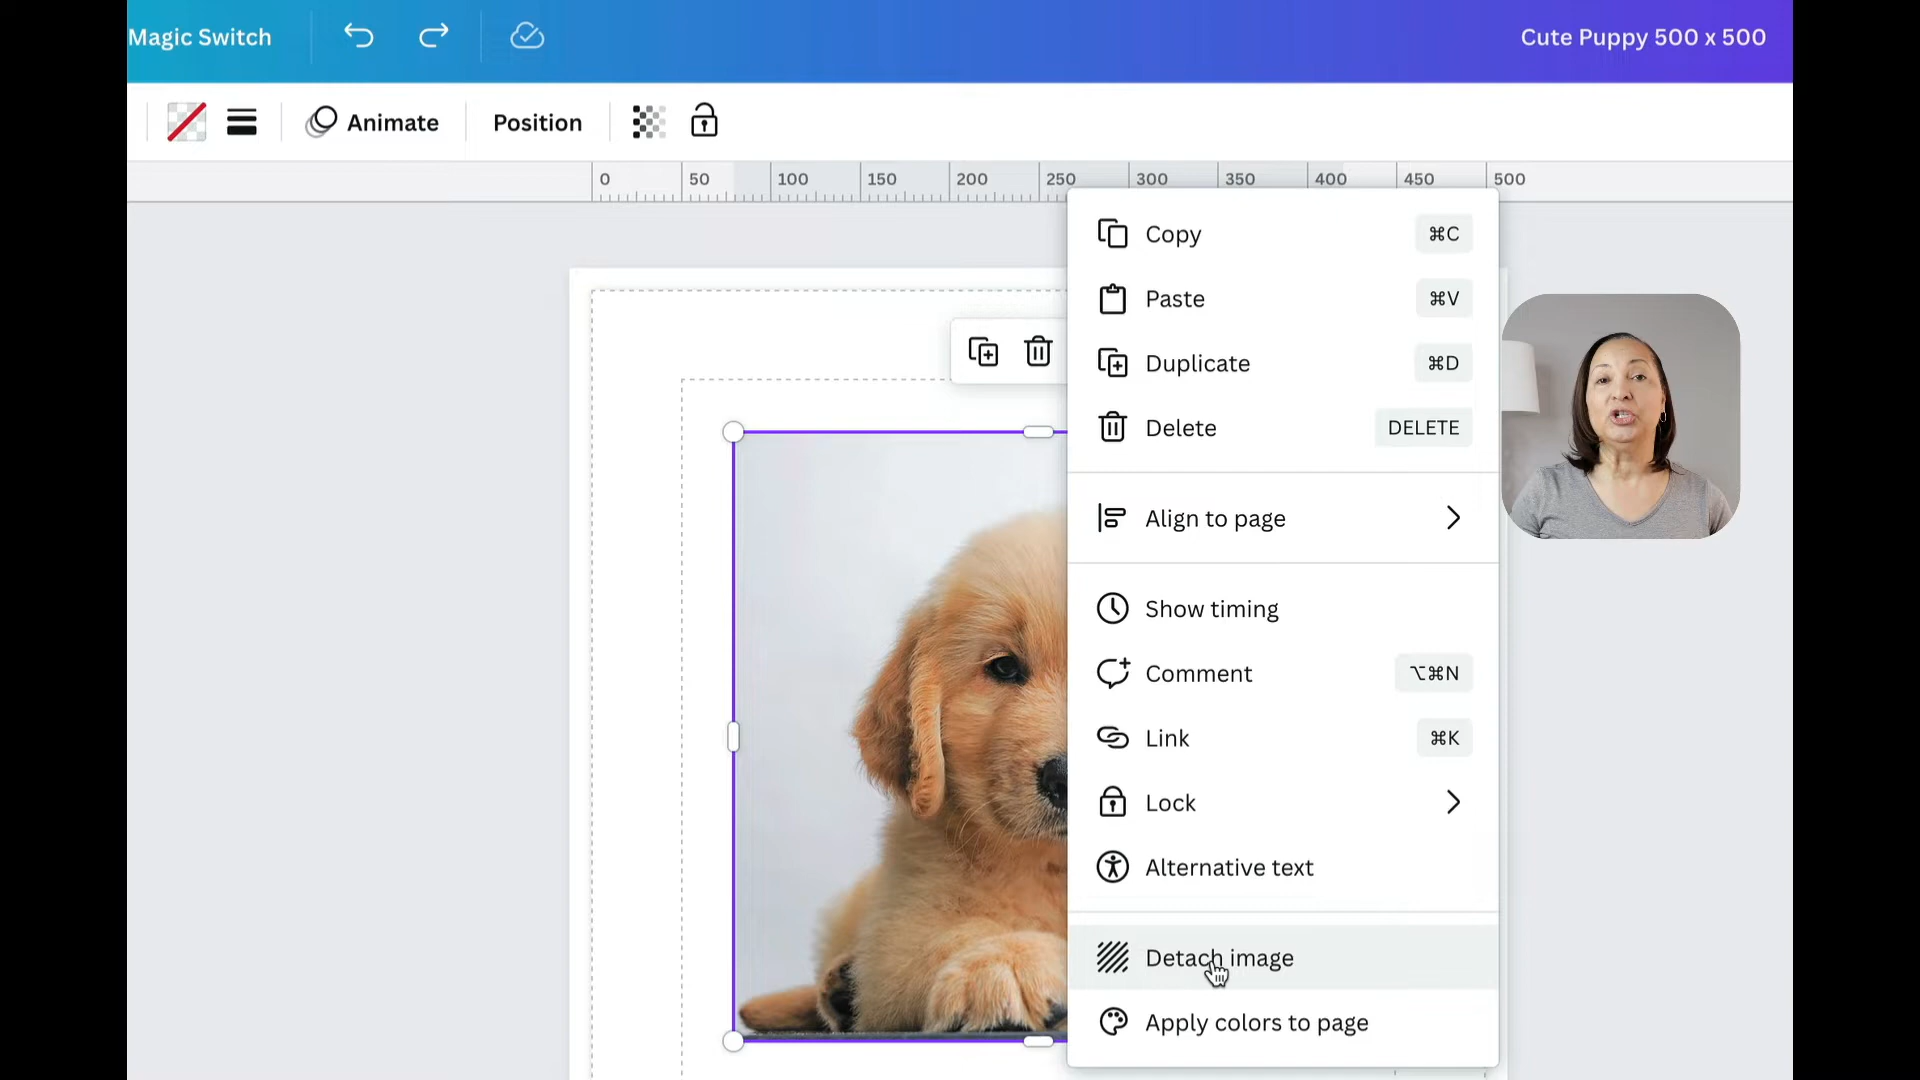 Magic Switch
Cute Puppy 500 x 500
Animate
Position
0 50 100 150 200 250 300 350 400 450 500
Copy ⌘C
Paste ⌘V
Duplicate ⌘D
Delete DELETE
Align to page
Show timing
Comment ⌥⌘N
Link ⌘K
Lock
Alternative text
Detach image
Apply colors to page